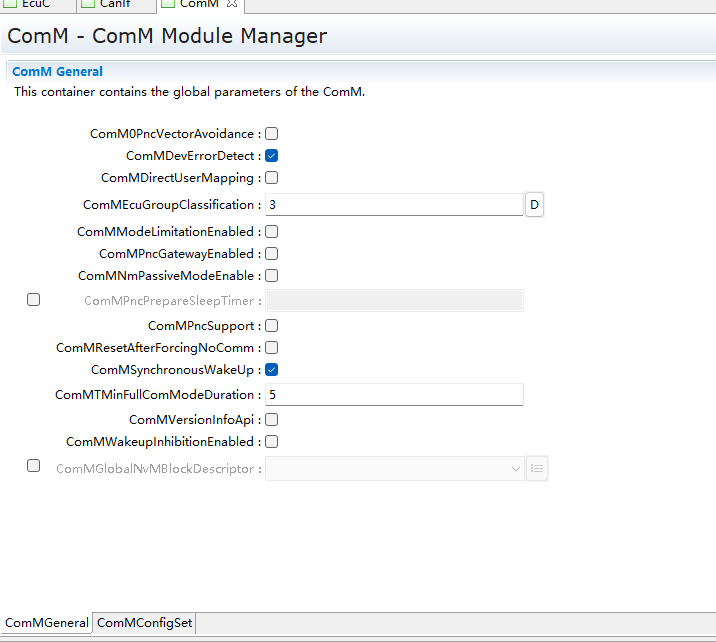 EcuC CanIf ComM
ComM - ComM Module Manager
ComM General
This container contains the global parameters of the ComM.
ComM0PncVectorAvoidance :
ComMDevErrorDetect :
ComMDirectUserMapping :
ComMEcuGroupClassification : 3 D
ComMModeLimitationEnabled :
ComMPncGatewayEnabled :
ComMNmPassiveModeEnable :
ComMPncPrepareSleepTimer :
ComMPncSupport :
ComMResetAfterForcingNoComm :
ComMSynchronousWakeUp :
ComMTMinFullComModeDuration : 5
ComMVersionInfoApi :
ComMWakeupInhibitionEnabled :
ComMGlobalNvMBlockDescriptor :
ComMGeneral ComMConfigSet